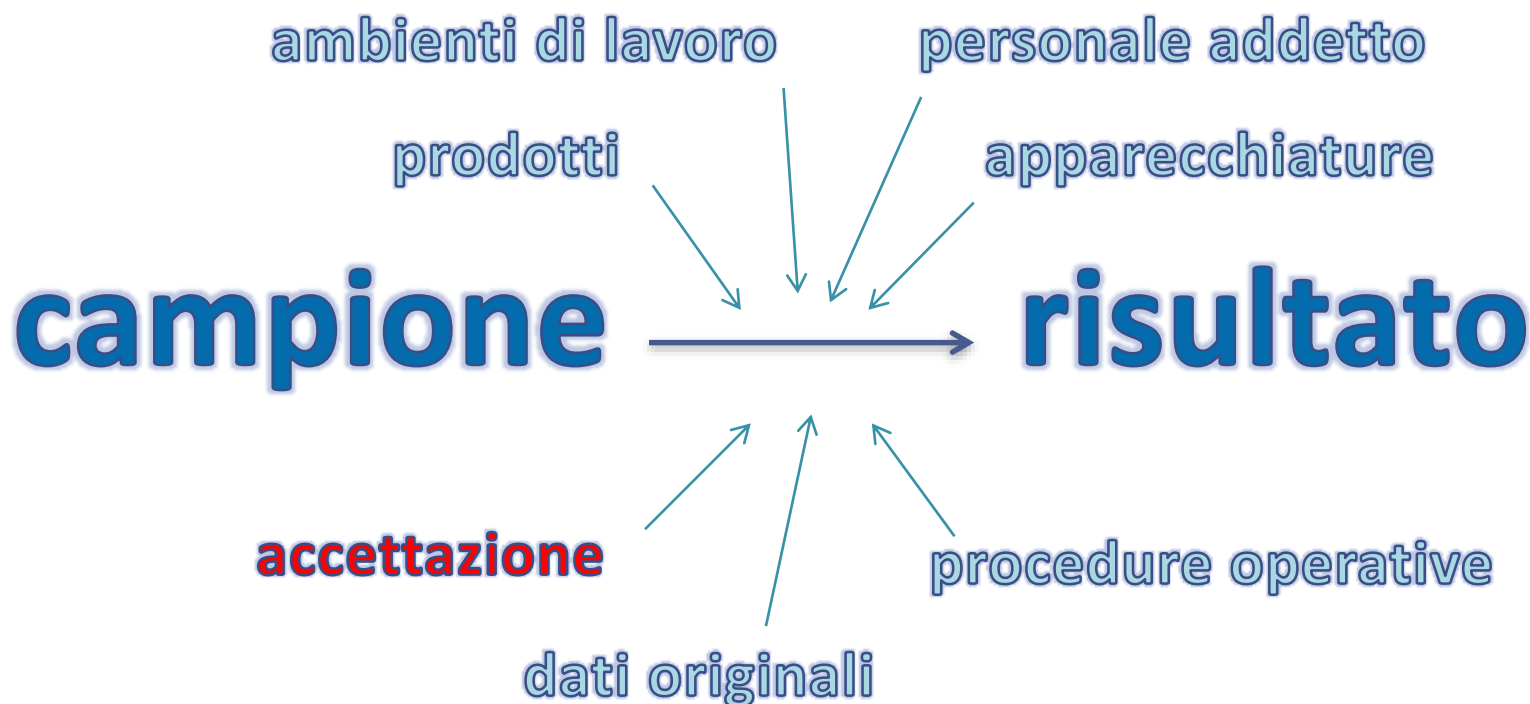 ambienti di lavoro
personale addetto
prodotti
apparecchiature
campione
risultato
accettazione
procedure operative
dati originali